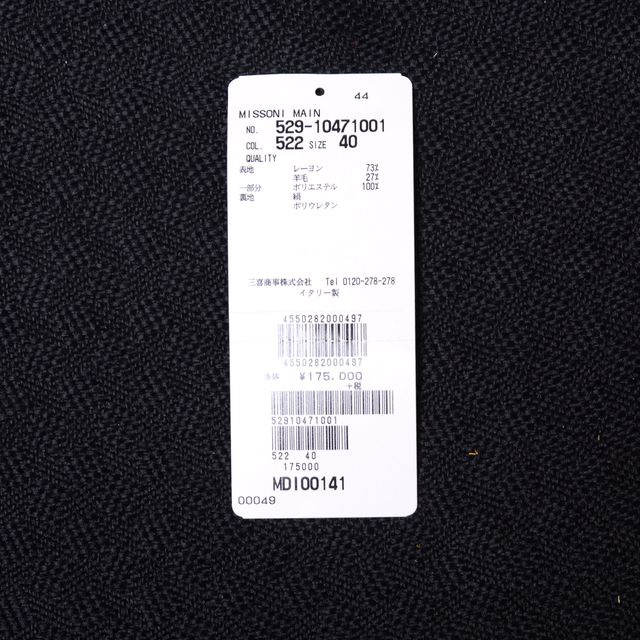 44
MISSONI MAIN
NO. 529-10471001
COL. 522 SIZE 40
QUALITY
表地 レーヨン 73%
羊毛 27%
一部分 ポリエステル 100%
裏地 絹
ポリウレタン
三喜商事株式会社 Tel 0120-278-278
イタリー製
4550282000497
4550282000497
本体 ¥175.000
+税
52910471001
522 40
175000
MDI00141
00049